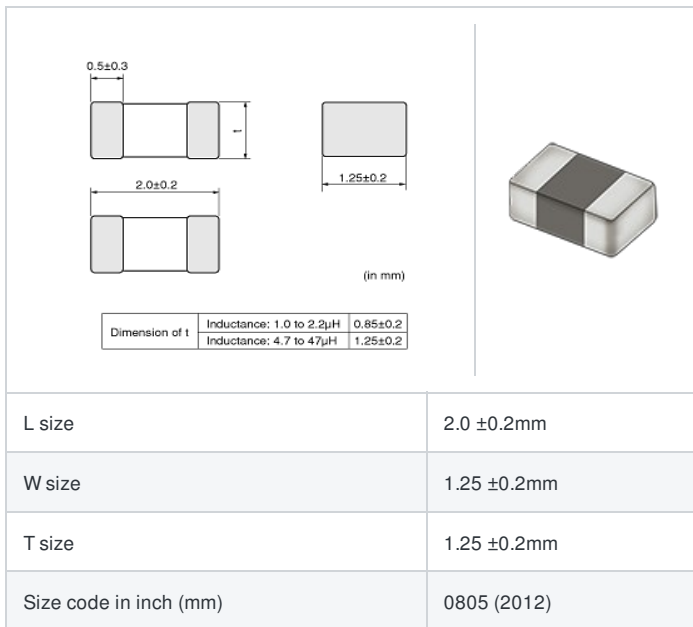 0.5±0.3
t
2.0±0.2
1.25±0.2
(in mm)
Dimension of t
Inductance: 1.0 to 2.2μH 0.85±0.2
Inductance: 4.7 to 47μH 1.25±0.2
L size 2.0 ±0.2mm
W size 1.25 ±0.2mm
T size 1.25 ±0.2mm
Size code in inch (mm) 0805 (2012)